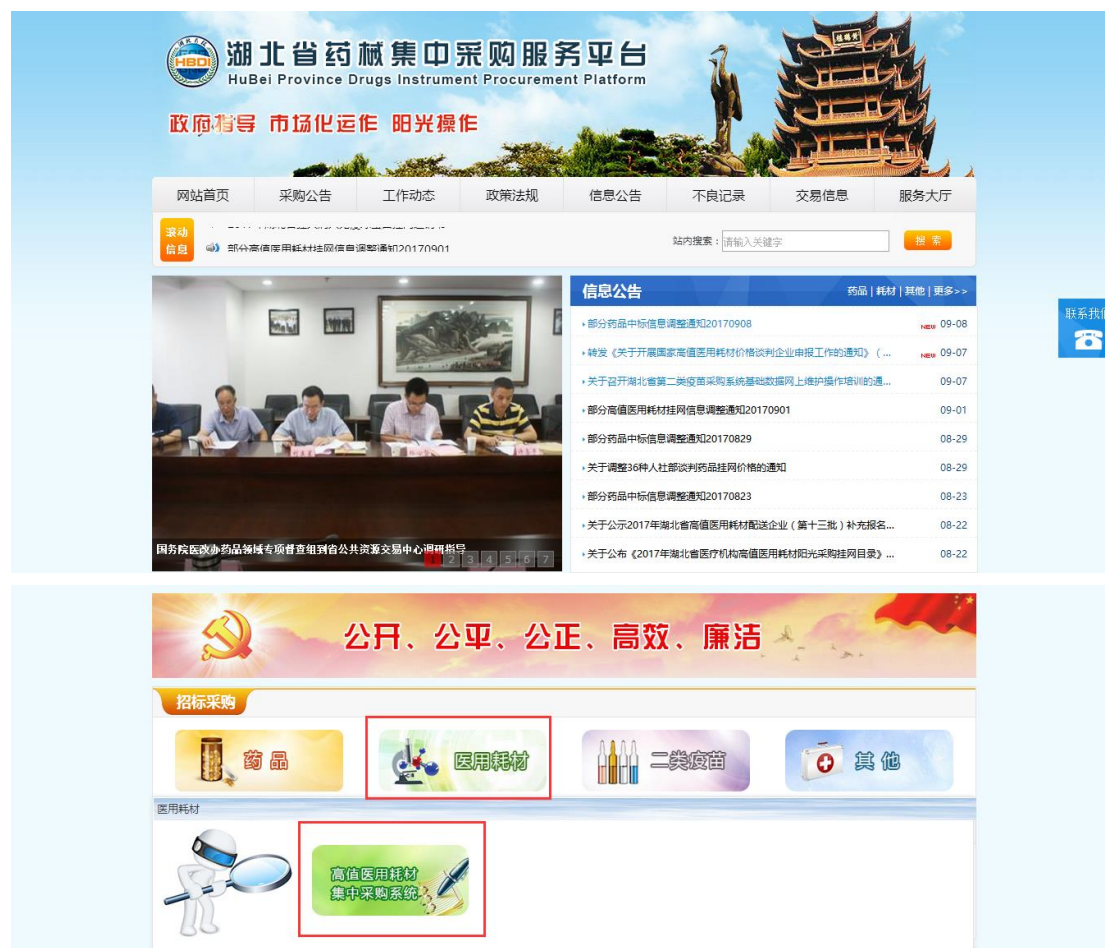 HBDI
湖北省药械集中采购服务平台
HuBei Province Drugs Instrument Procurement Platform
政府指导 市场化运作 阳光操作
网站首页 采购公告 工作动态 政策法规 信息公告 不良记录 交易信息 服务大厅
滚动
信息
部分高值医用耗材挂网信息调整通知20170901
站内搜索：请输入关键字 搜 索
信息公告 药品 | 耗材 | 其他 | 更多>>
部分药品中标信息调整通知20170908 NEW 09-08
转发《关于开展国家高值医用耗材价格谈判企业申报工作的通知》（... NEW 09-07
关于召开湖北省第二类疫苗采购系统基础数据网上维护操作培训的通... 09-07
部分高值医用耗材挂网信息调整通知20170901 09-01
部分药品中标信息调整通知20170829 08-29
关于调整36种人社部谈判药品挂网价格的通知 08-29
部分药品中标信息调整通知20170823 08-23
关于公示2017年湖北省高值医用耗材配送企业（第十三批）补充报名... 08-22
关于公布《2017年湖北省医疗机构高值医用耗材阳光采购挂网目录》... 08-22
国务院医改办药品领域专项督查组到省公共资源交易中心调研指导
1 2 3 4 5 6 7
联系我们
公开、公平、公正、高效、廉洁
招标采购
药品 医用耗材 二类疫苗 其他
医用耗材
高值医用耗材
集中采购系统